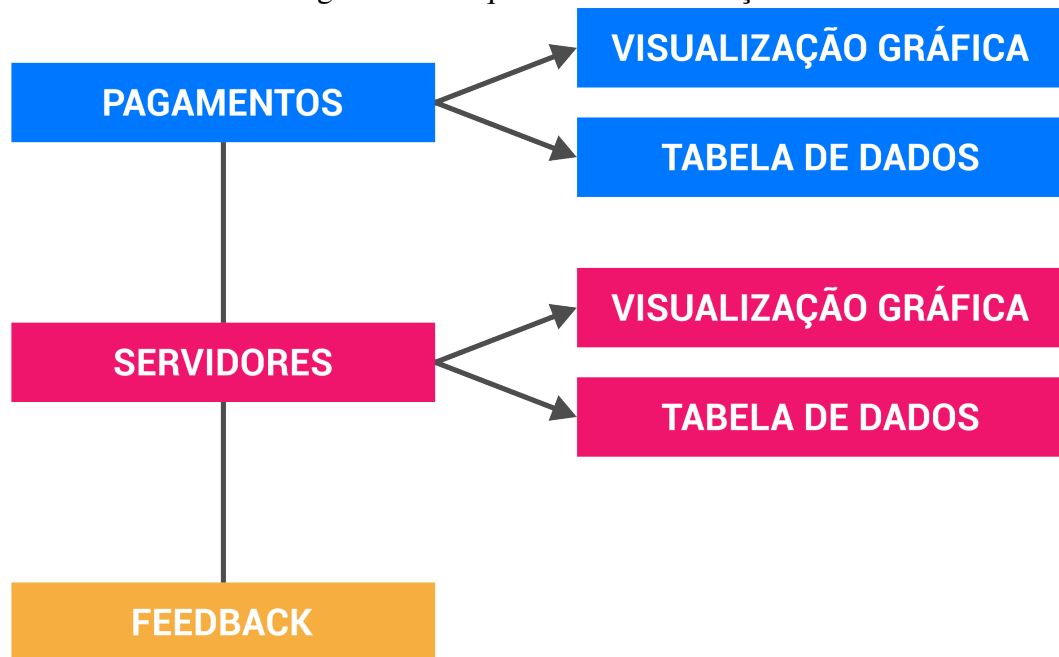 VISUALIZAÇÃO GRÁFICA
PAGAMENTOS
TABELA DE DADOS
VISUALIZAÇÃO GRÁFICA
SERVIDORES
TABELA DE DADOS
FEEDBACK